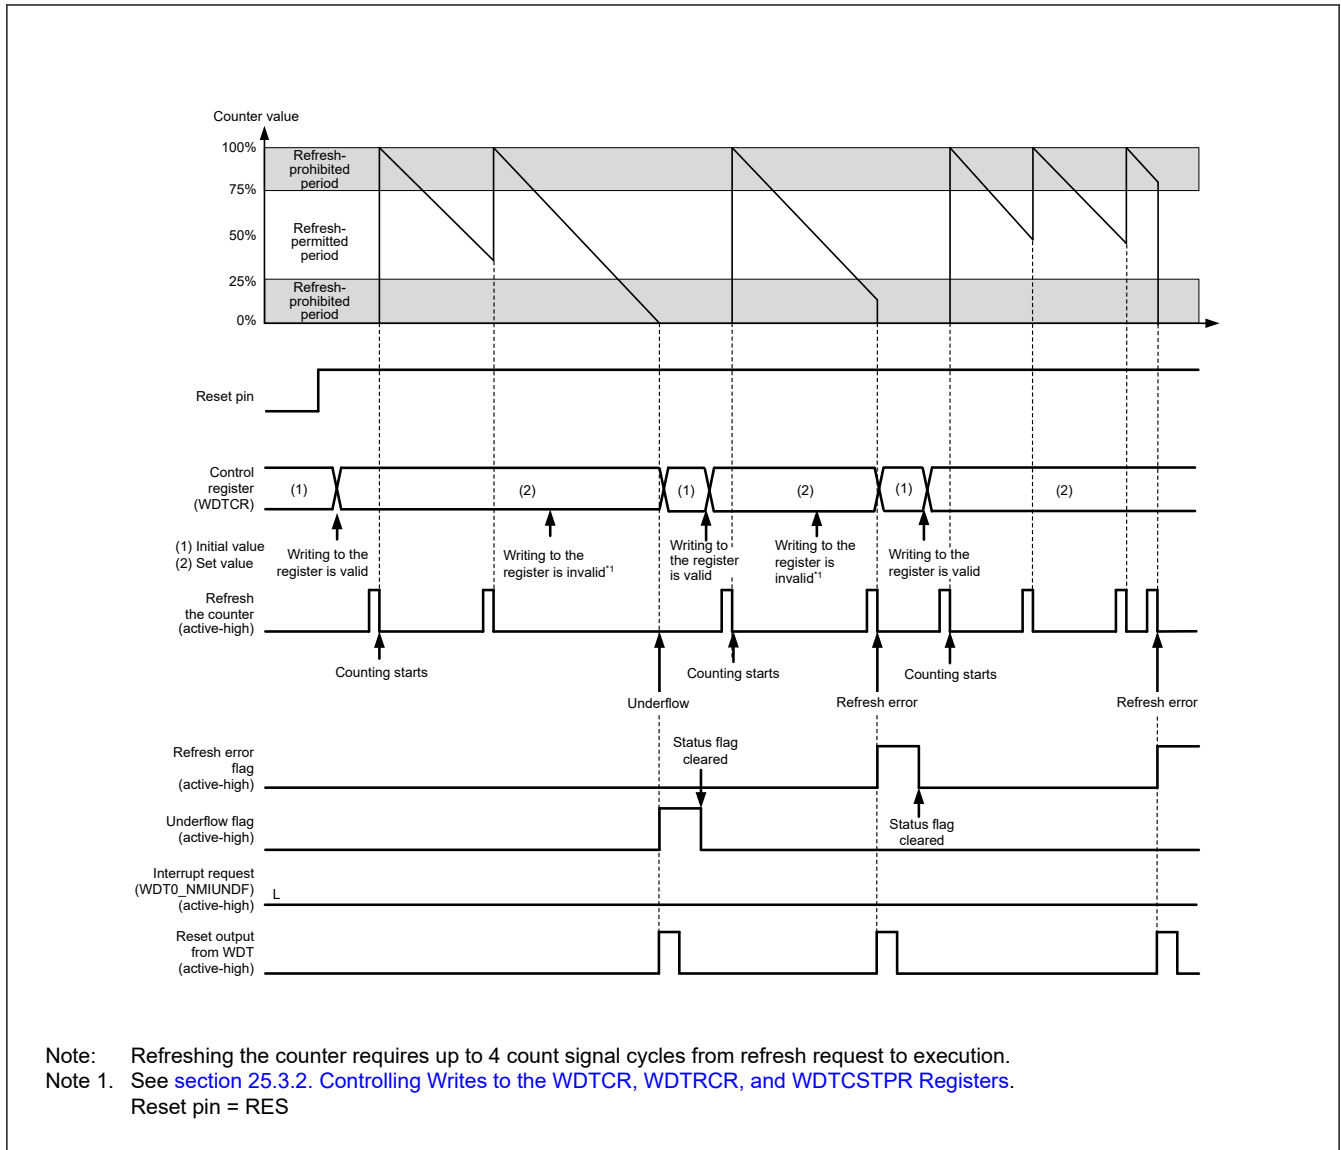 Counter value
100%
Refresh-
prohibited
period
75%
50%
Refresh-
permitted
period
25%
Refresh-
prohibited
period
0%
Reset pin
Control
register
(WDTCR)
(1)
(2)
(1)
(2)
(1)
(2)
(1) Initial value
(2) Set value
Writing to the
register is valid
Writing to the
register is invalid*1
Writing to
the register
is valid
Writing to the
register is
invalid*1
Writing to the
register is valid
Refresh
the counter
(active-high)
Counting starts
Counting starts
Counting starts
Underflow
Refresh error
Refresh error
Refresh error
flag
(active-high)
Status flag
cleared
Status flag
cleared
Underflow flag
(active-high)
Interrupt request
(WDT0_NMIUNDF)
(active-high)
L
Reset output
from WDT
(active-high)
Note: Refreshing the counter requires up to 4 count signal cycles from refresh request to execution.
Note 1. See section 25.3.2. Controlling Writes to the WDTCR, WDTRCR, and WDTCSTPR Registers.
Reset pin = RES